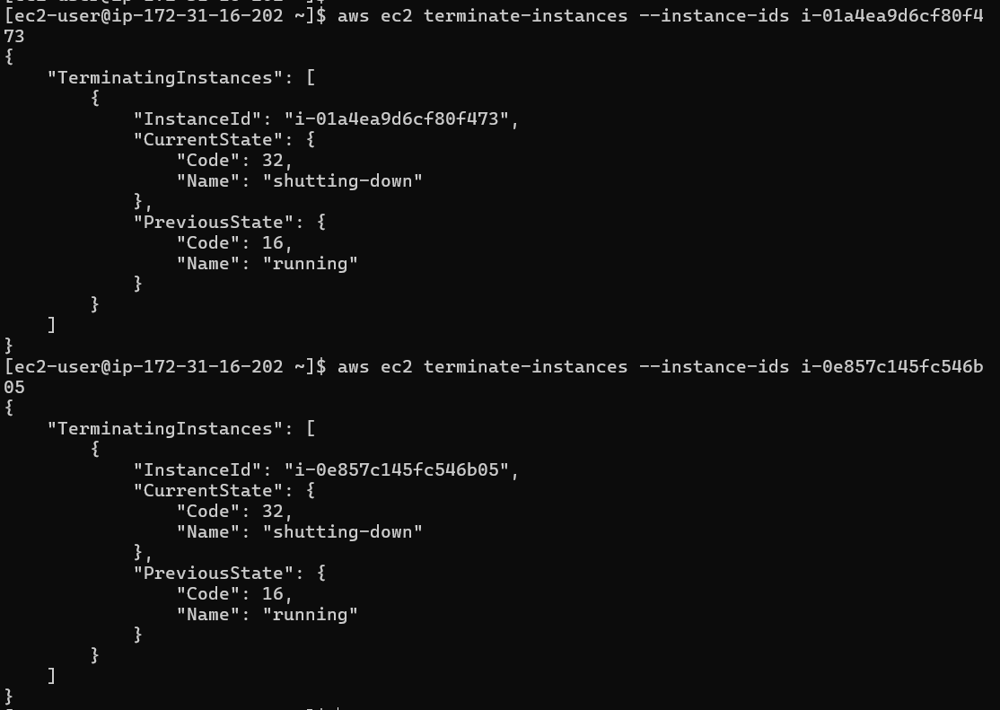 [ec2-user@ip-172-31-16-202 ~]$ aws ec2 terminate-instances --instance-ids i-01a4ea9d6cf80f4
73
{
    "TerminatingInstances": [
        {
            "InstanceId": "i-01a4ea9d6cf80f473",
            "CurrentState": {
                "Code": 32,
                "Name": "shutting-down"
            },
            "PreviousState": {
                "Code": 16,
                "Name": "running"
            }
        }
    ]
}
[ec2-user@ip-172-31-16-202 ~]$ aws ec2 terminate-instances --instance-ids i-0e857c145fc546b
05
{
    "TerminatingInstances": [
        {
            "InstanceId": "i-0e857c145fc546b05",
            "CurrentState": {
                "Code": 32,
                "Name": "shutting-down"
            },
            "PreviousState": {
                "Code": 16,
                "Name": "running"
            }
        }
    ]
}